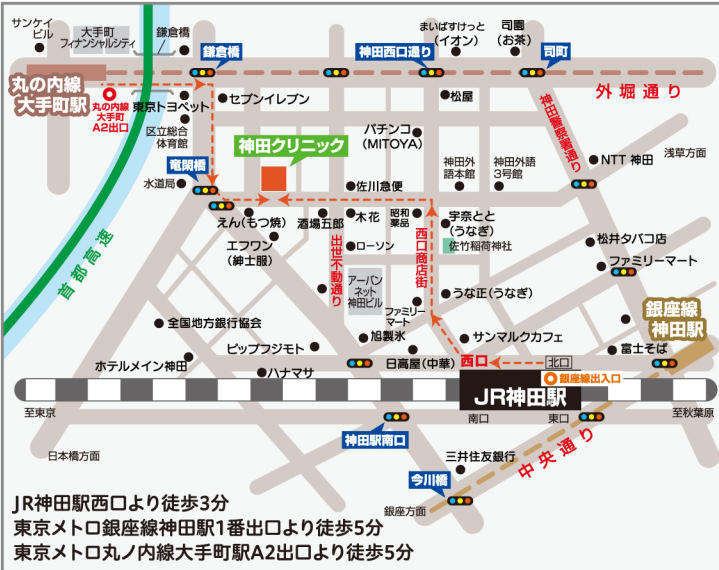 サンケイ
ビル
大手町
フィナンシャルシティ
鎌倉橋
鎌倉橋
まいばすけっと
(イオン)
司園
(お茶)
神田西口通り
司町
丸の内線
大手町駅
丸の内線
大手町
A2出口
東京トヨペット
セブンイレブン
松屋
外堀通り
区立総合
体育館
神田クリニック
パチンコ
(MITOYA)
神田警察署通り
竜閑橋
水道局
神田外
語本館
神田外語
3号館
NTT 神田
浅草方面
佐川急便
えん(もつ焼)
酒場五郎
木花
昭和
薬品
宇奈とと
(うなぎ)
佐竹稲荷神社
エフワン
(紳士服)
出世不動通り
ローソン
西口商店街
松井タバコ店
ファミリーマート
首都高速
アーバン
ネット
神田ビル
うな正(うなぎ)
ファミリー
マート
銀座線
神田駅
全国地方銀行協会
ピップフジモト
旭製氷
サンマルクカフェ
富士そば
ホテルメイン神田
ハナマサ
日高屋(中華)
西口
北口
銀座線出入口
JR神田駅
至東京
南口
東口
至秋葉原
神田駅南口
日本橋方面
三井住友銀行
中央通り
今川橋
銀座方面
JR神田駅西口より徒歩3分
東京メトロ銀座線神田駅1番出口より徒歩5分
東京メトロ丸ノ内線大手町駅A2出口より徒歩5分